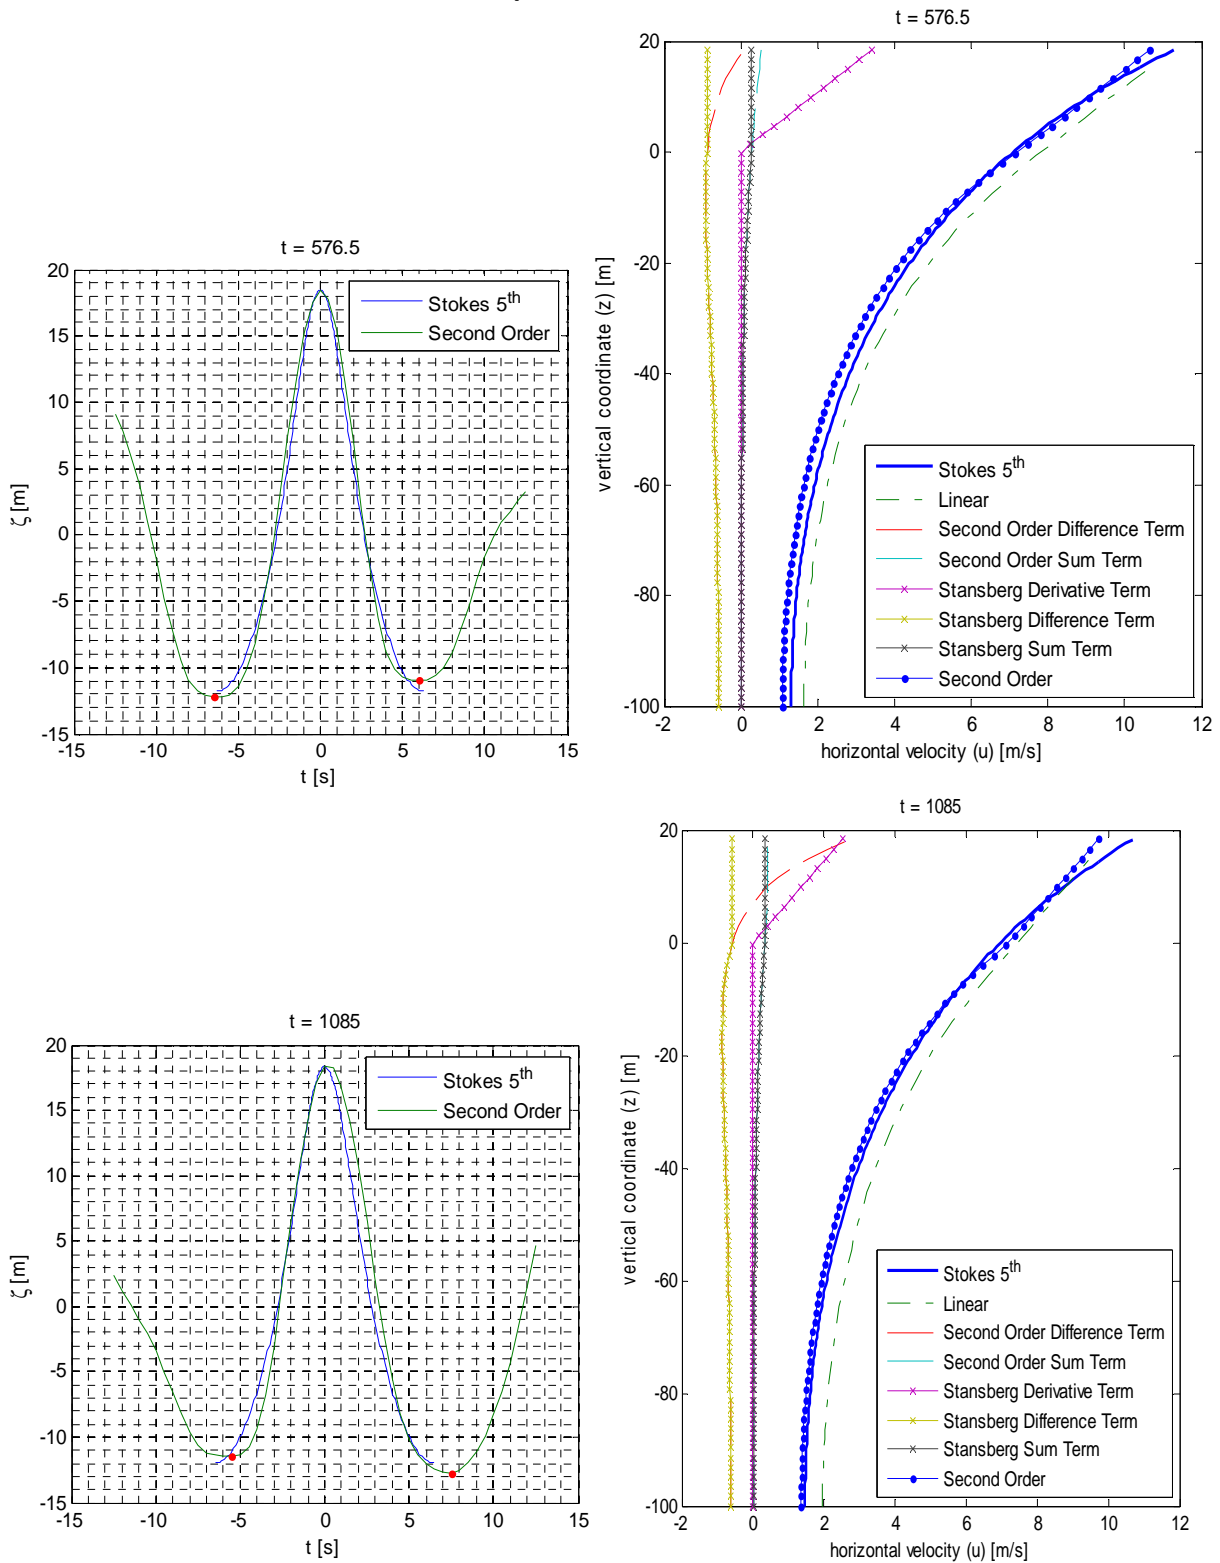 t = 576.5
20
15
10
5
0
-5
-10
-15
-15
-10
-5
0
5
10
15
t [s]
ζ [m]
Stokes 5th
Second Order
t = 576.5
20
0
-20
-40
-60
-80
-100
-2
0
2
4
6
8
10
12
horizontal velocity (u) [m/s]
vertical coordinate (z) [m]
Stokes 5th
Linear
Second Order Difference Term
Second Order Sum Term
Stansberg Derivative Term
Stansberg Difference Term
Stansberg Sum Term
Second Order
t = 1085
20
15
10
5
0
-5
-10
-15
-15
-10
-5
0
5
10
15
t [s]
ζ [m]
Stokes 5th
Second Order
t = 1085
20
0
-20
-40
-60
-80
-100
-2
0
2
4
6
8
10
12
horizontal velocity (u) [m/s]
vertical coordinate (z) [m]
Stokes 5th
Linear
Second Order Difference Term
Second Order Sum Term
Stansberg Derivative Term
Stansberg Difference Term
Stansberg Sum Term
Second Order